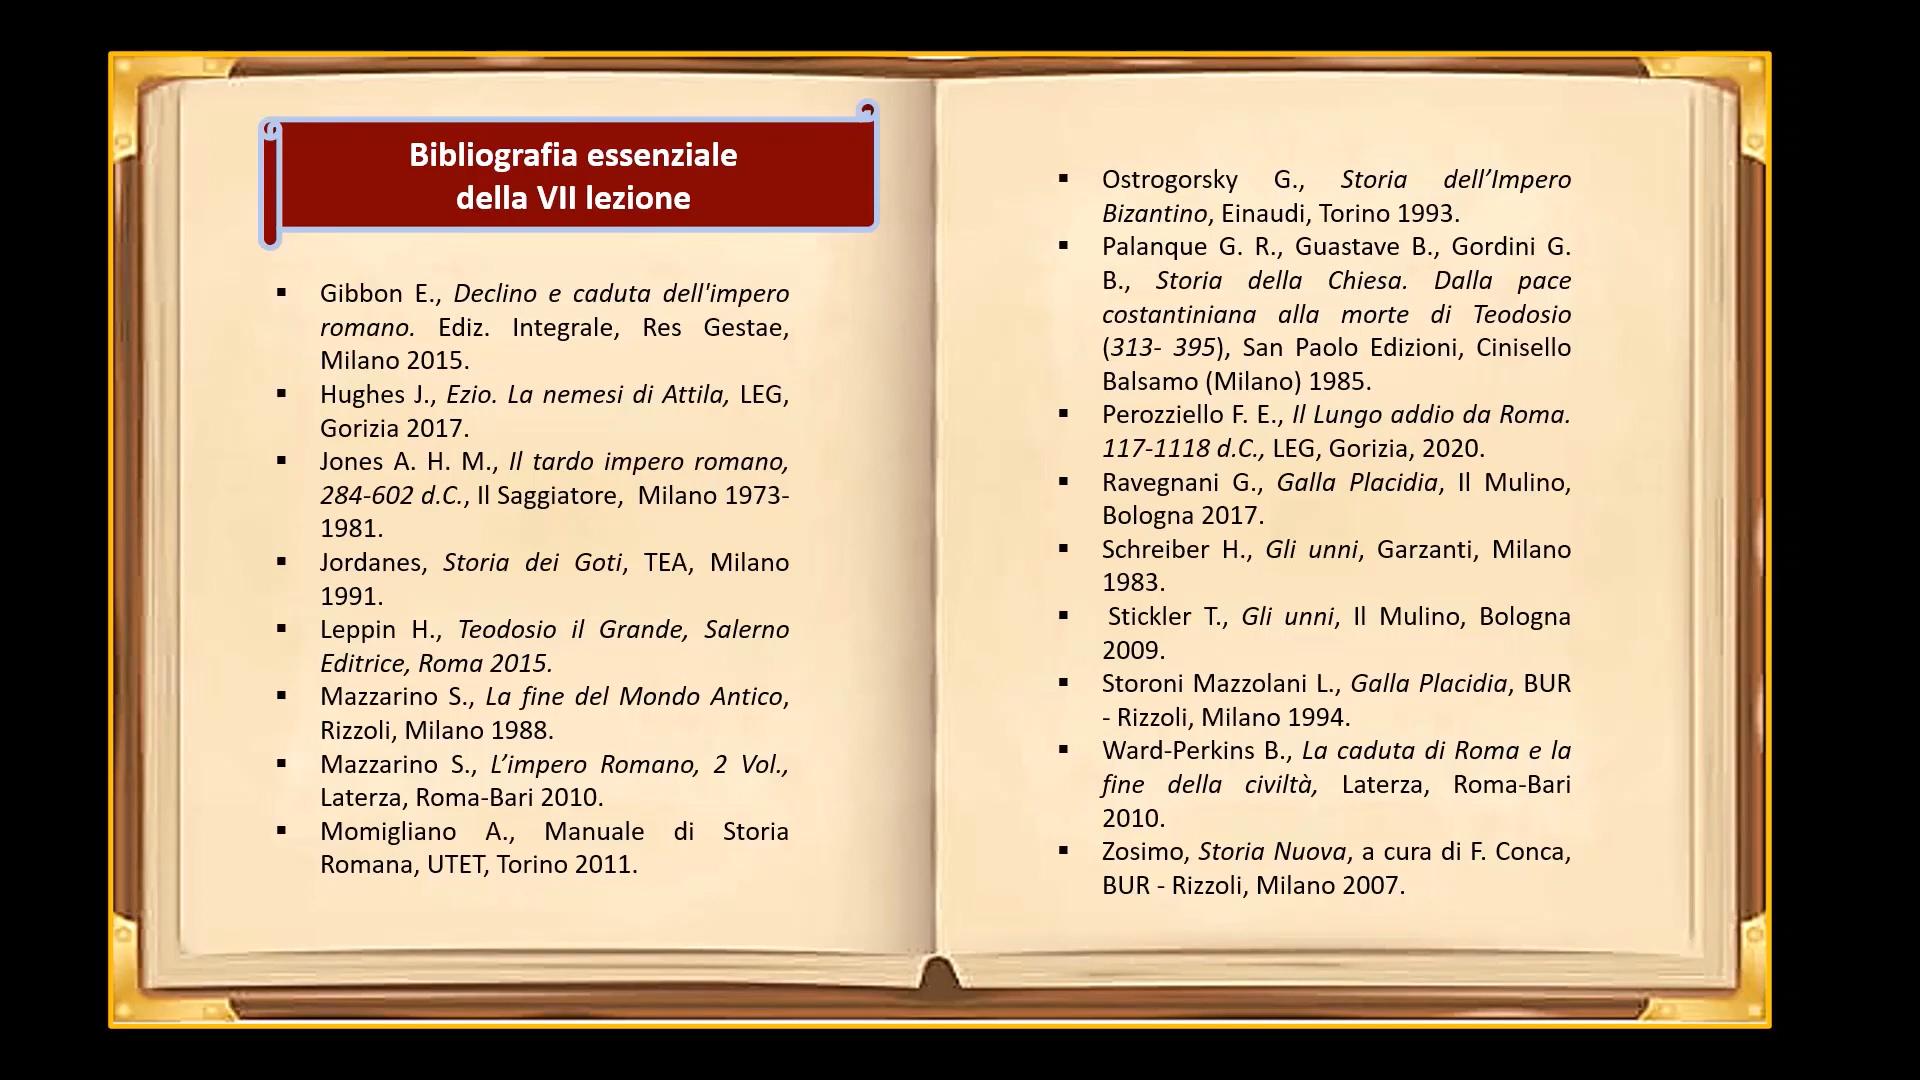 Bibliografia essenziale
della VII lezione
▪ Gibbon E., Declino e caduta dell'impero
romano. Ediz. Integrale, Res Gestae,
Milano 2015.
▪ Hughes J., Ezio. La nemesi di Attila, LEG,
Gorizia 2017.
▪ Jones A. H. M., Il tardo impero romano,
284-602 d.C., Il Saggiatore, Milano 1973-
1981.
▪ Jordanes, Storia dei Goti, TEA, Milano
1991.
▪ Leppin H., Teodosio il Grande, Salerno
Editrice, Roma 2015.
▪ Mazzarino S., La fine del Mondo Antico,
Rizzoli, Milano 1988.
▪ Mazzarino S., L’impero Romano, 2 Vol.,
Laterza, Roma-Bari 2010.
▪ Momigliano A., Manuale di Storia
Romana, UTET, Torino 2011.
▪ Ostrogorsky G., Storia dell’Impero
Bizantino, Einaudi, Torino 1993.
▪ Palanque G. R., Guastave B., Gordini G.
B., Storia della Chiesa. Dalla pace
costantiniana alla morte di Teodosio
(313- 395), San Paolo Edizioni, Cinisello
Balsamo (Milano) 1985.
▪ Perozziello F. E., Il Lungo addio da Roma.
117-1118 d.C., LEG, Gorizia, 2020.
▪ Ravegnani G., Galla Placidia, Il Mulino,
Bologna 2017.
▪ Schreiber H., Gli unni, Garzanti, Milano
1983.
▪ Stickler T., Gli unni, Il Mulino, Bologna
2009.
▪ Storoni Mazzolani L., Galla Placidia, BUR
- Rizzoli, Milano 1994.
▪ Ward-Perkins B., La caduta di Roma e la
fine della civiltà, Laterza, Roma-Bari
2010.
▪ Zosimo, Storia Nuova, a cura di F. Conca,
BUR - Rizzoli, Milano 2007.